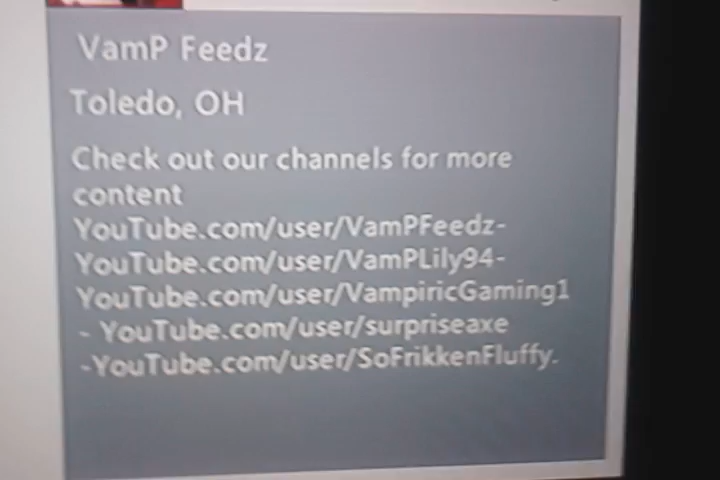 VamP Feedz
Toledo, OH
Check out our channels for more
content
YouTube.com/user/VamPFeedz-
YouTube.com/user/VamPLily94-
YouTube.com/user/VampiricGaming1
- YouTube.com/user/surpriseaxe
-YouTube.com/user/SoFrikkenFluffy.